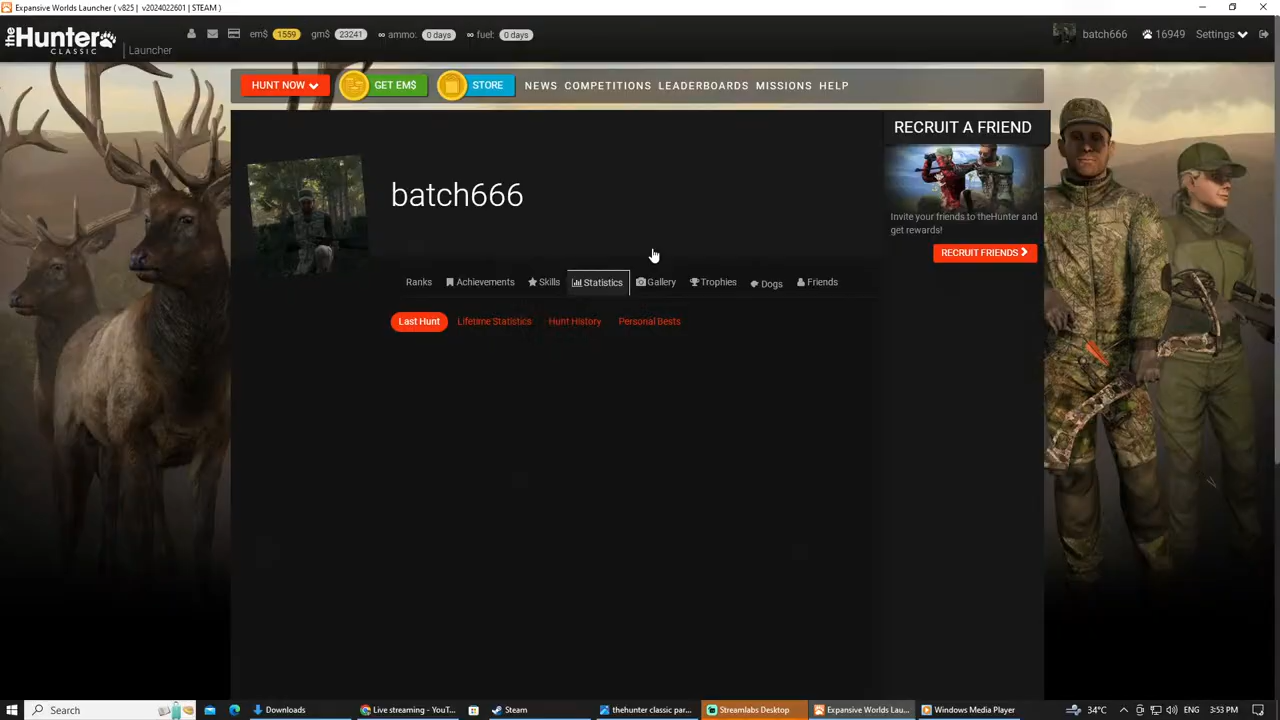 Expansive Worlds Launcher ( v825 | v2024022601 | STEAM )
theHunter CLASSIC | Launcher
em$ 1559 gm$ 23241 ∞ ammo: 0 days ∞ fuel: 0 days
batch666 16949 Settings
HUNT NOW GET EM$ STORE NEWS COMPETITIONS LEADERBOARDS MISSIONS HELP
RECRUIT A FRIEND
batch666
Invite your friends to theHunter and
get rewards!
RECRUIT FRIENDS
Ranks Achievements Skills Statistics Gallery Trophies Dogs Friends
Last Hunt Lifetime Statistics Hunt History Personal Bests
Search Downloads Live streaming - YouT... Steam thehunter classic par... Streamlabs Desktop Expansive Worlds Lau... Windows Media Player 34°C ENG 3:53 PM